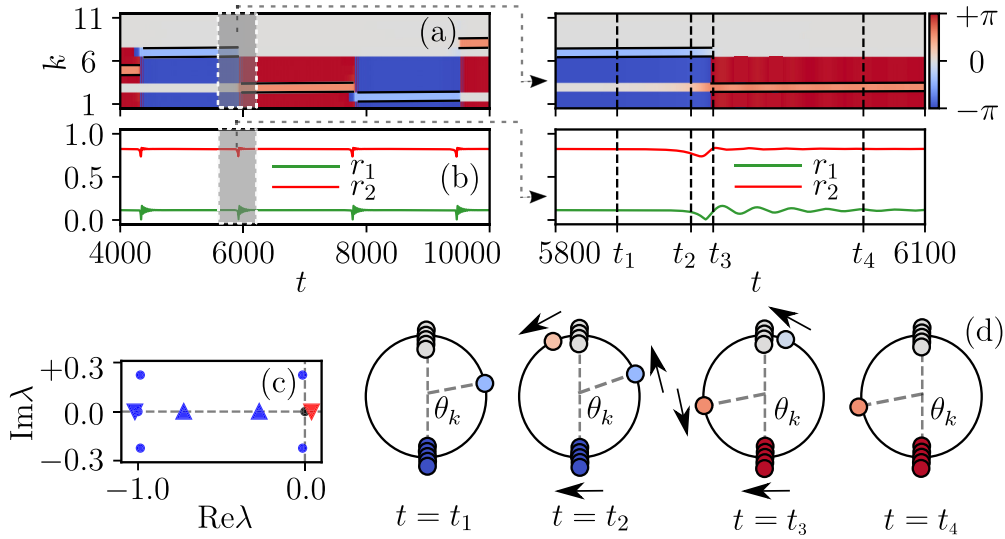 11
6
1
k
(a)
+π
0
−π
1.0
0.5
0.0
r₁
r₂
(b)
r₁
r₂
4000
6000
8000
10000
t
5800
t₁
t₂
t₃
t₄
6100
t
+0.3
0.0
−0.3
Imλ
(c)
−1.0
0.0
Reλ
(d)
θₖ
θₖ
θₖ
θₖ
t = t₁
t = t₂
t = t₃
t = t₄